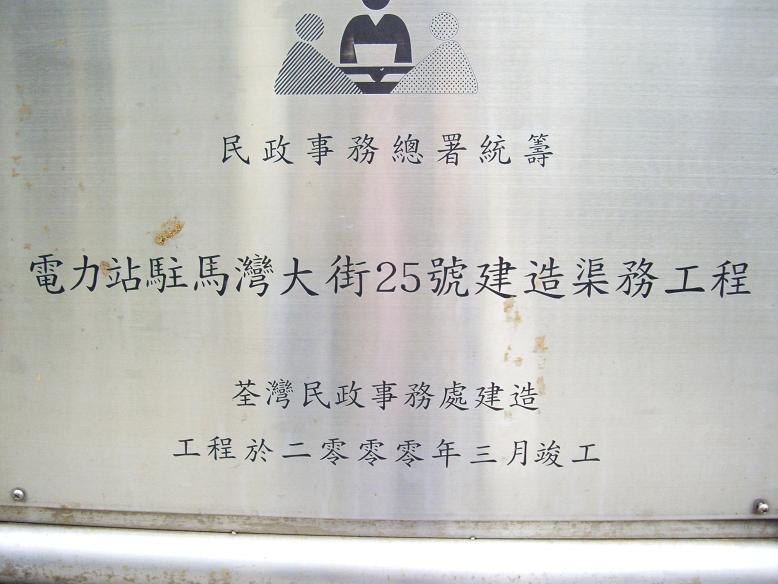 民政事務總署統籌
電力站駐馬灣大街25號建造渠務工程
荃灣民政事務處建造
工程於二零零零年三月竣工